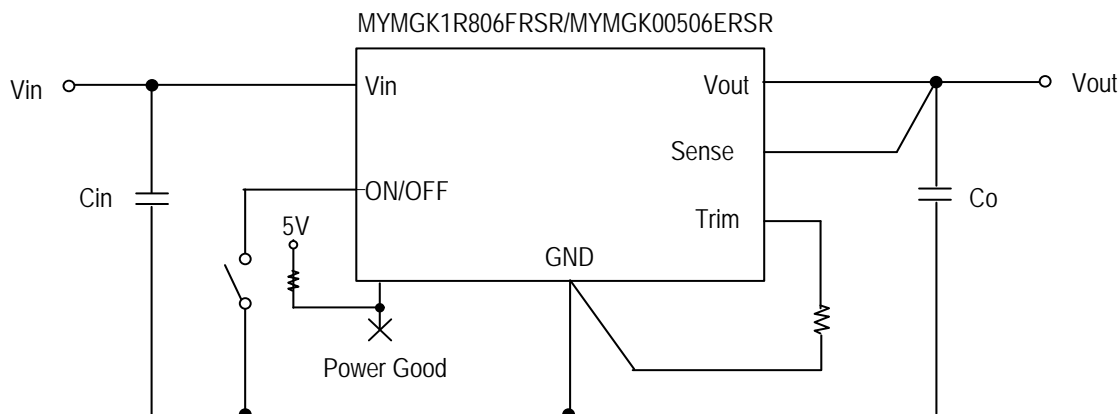 MYMGK1R806FRSR/MYMGK00506ERSR
Vin
Vin
Vout
Vout
Sense
Cin
ON/OFF
Co
5V
Trim
GND
Power Good